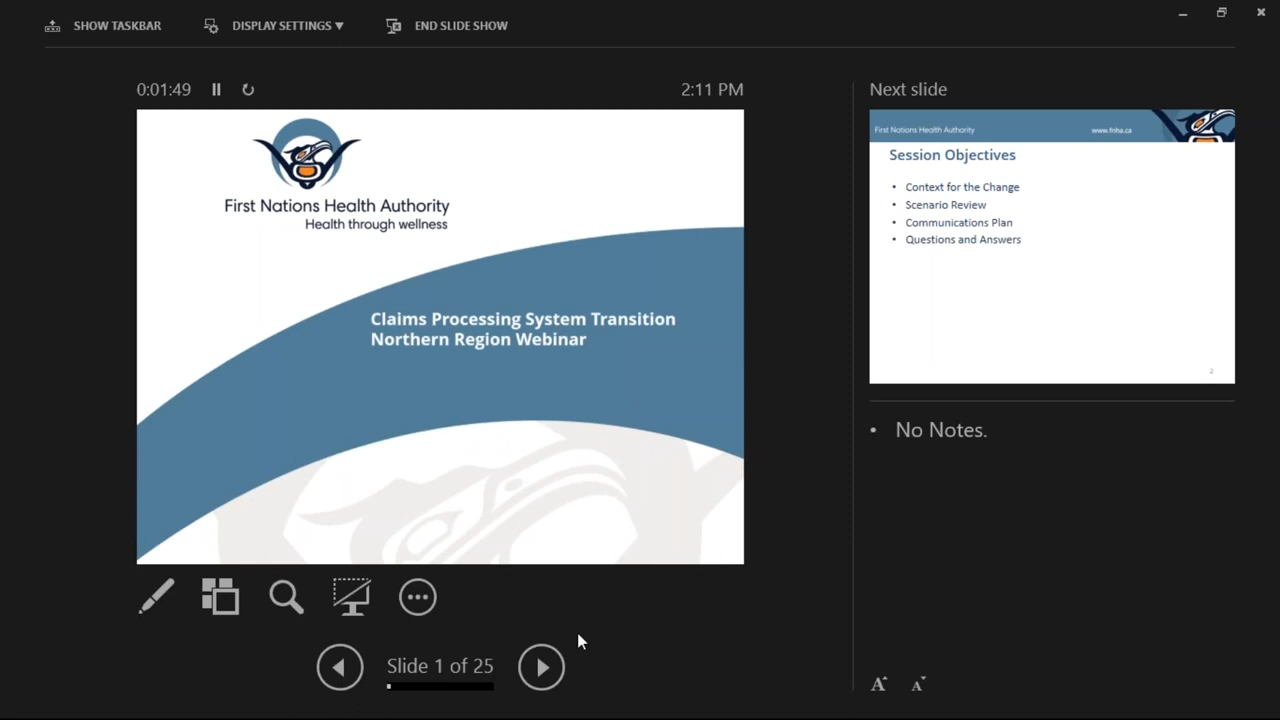 SHOW TASKBAR
DISPLAY SETTINGS ▼
END SLIDE SHOW
0:01:49
2:11 PM
First Nations Health Authority
Health through wellness
Claims Processing System Transition
Northern Region Webinar
Slide 1 of 25
Next slide
First Nations Health Authority
www.fnha.ca
Session Objectives
• Context for the Change
• Scenario Review
• Communications Plan
• Questions and Answers
2
• No Notes.
A
A